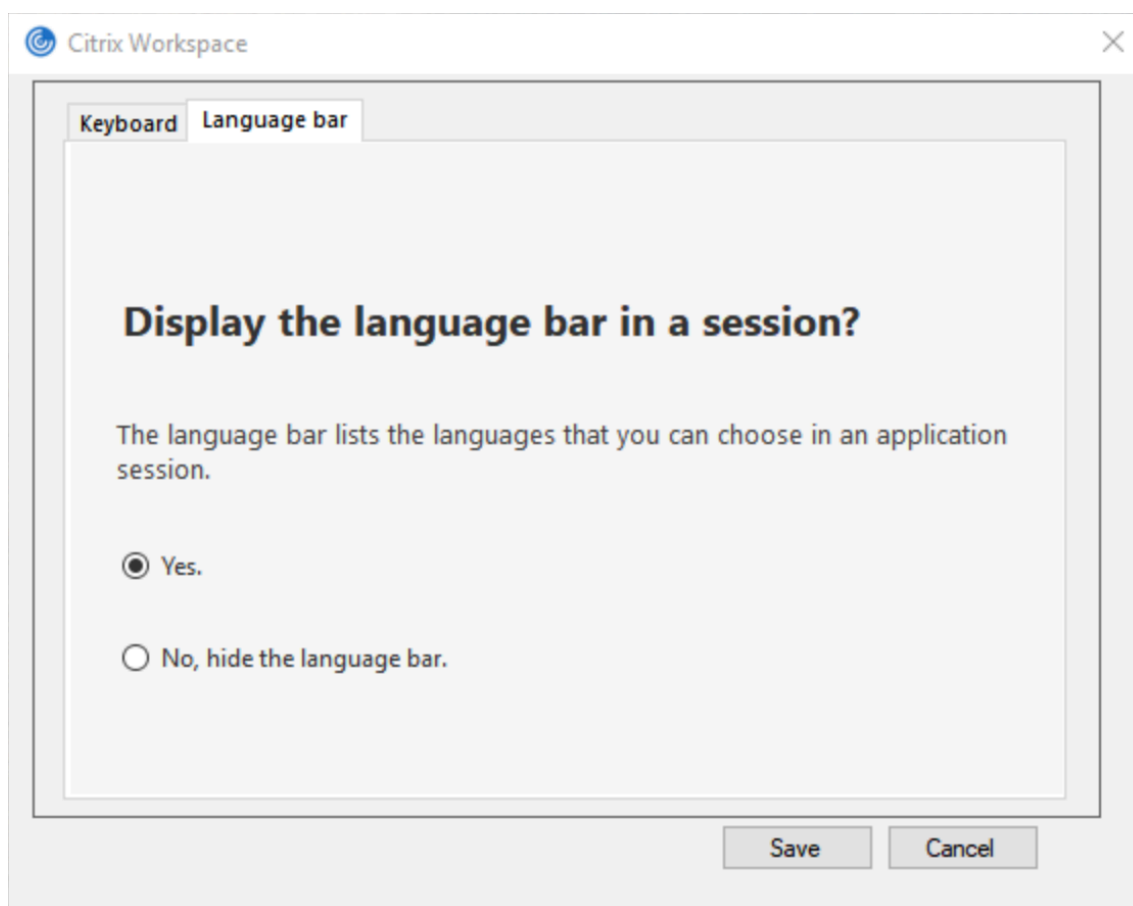 Citrix Workspace
Keyboard
Language bar
Display the language bar in a session?
The language bar lists the languages that you can choose in an application
session.
Yes.
No, hide the language bar.
Save
Cancel